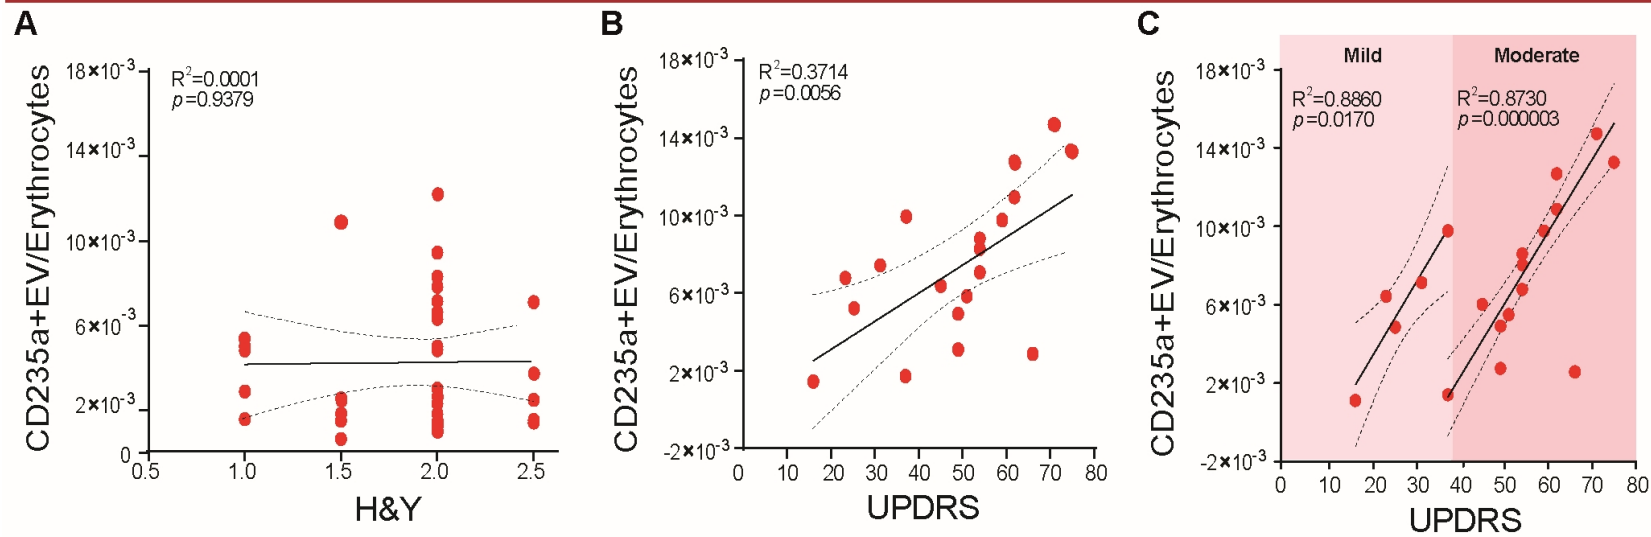 A
CD235a+EV/Erythrocytes
18×10⁻³
14×10⁻³
10×10⁻³
6×10⁻³
2×10⁻³
0
R²=0.0001
p=0.9379
0.5 1.0 1.5 2.0 2.5
H&Y
B
CD235a+EV/Erythrocytes
18×10⁻³
14×10⁻³
10×10⁻³
6×10⁻³
2×10⁻³
-2×10⁻³
R²=0.3714
p=0.0056
0 10 20 30 40 50 60 70 80
UPDRS
C
CD235a+EV/Erythrocytes
18×10⁻³
14×10⁻³
10×10⁻³
6×10⁻³
2×10⁻³
-2×10⁻³
Mild
R²=0.8860
p=0.0170
Moderate
R²=0.8730
p=0.000003
0 10 20 30 40 50 60 70 80
UPDRS